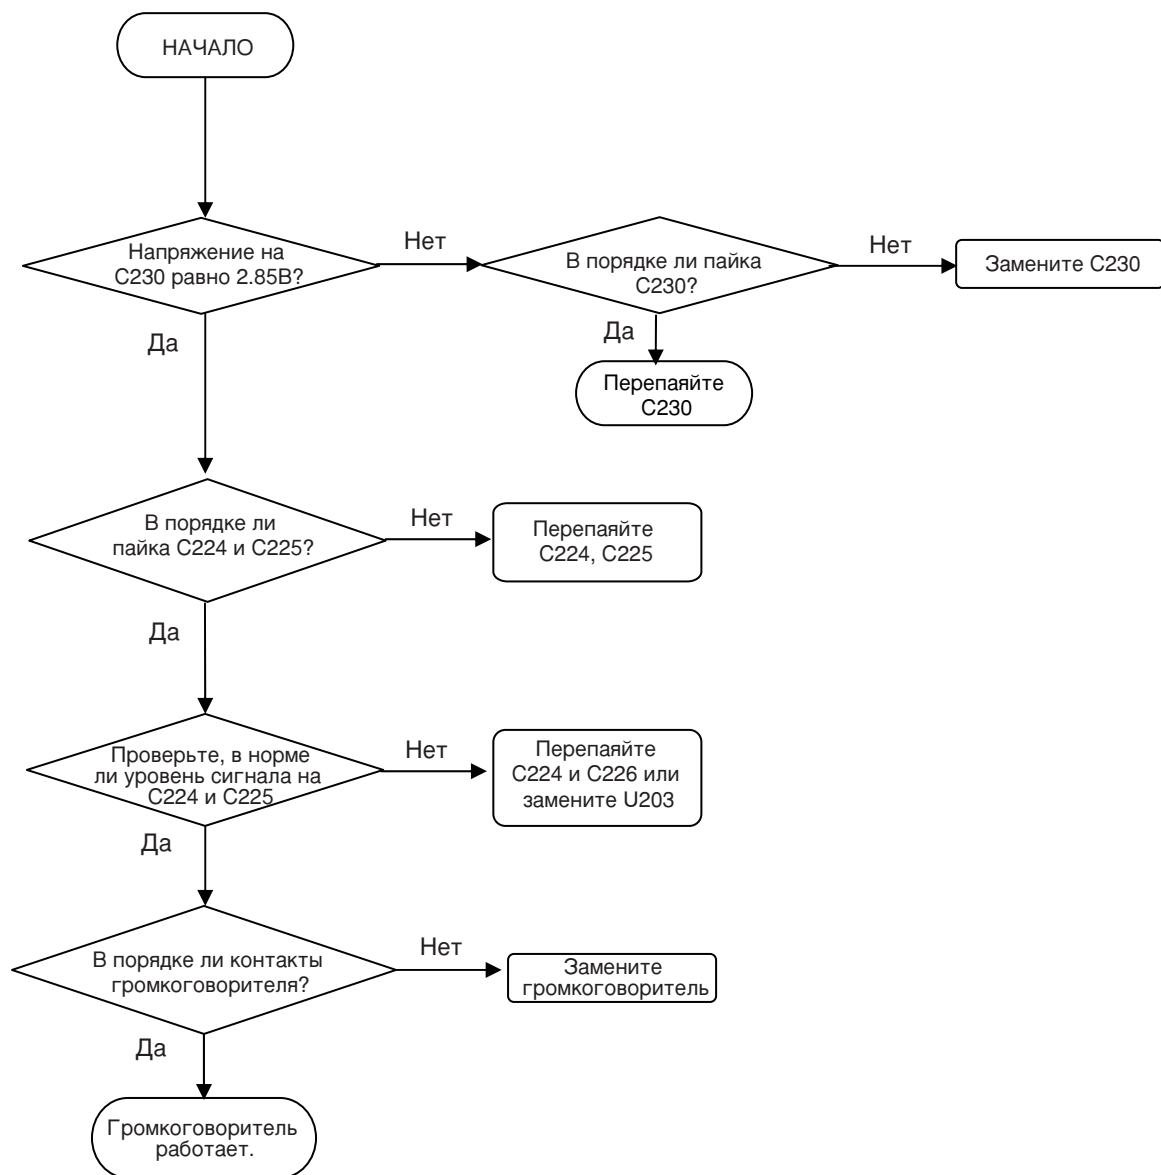 НАЧАЛО
Напряжение на
C230 равно 2.85В?
Нет
В порядке ли пайка
C230?
Нет
Замените C230
Да
Да
Перепаяйте
C230
В порядке ли
пайка C224 и C225?
Нет
Перепаяйте
C224, C225
Да
Проверьте, в норме
ли уровень сигнала на
C224 и C225
Нет
Перепаяйте
C224 и C226 или
замените U203
Да
В порядке ли контакты
громкоговорителя?
Нет
Замените
громкоговоритель
Да
Громкоговоритель
работает.